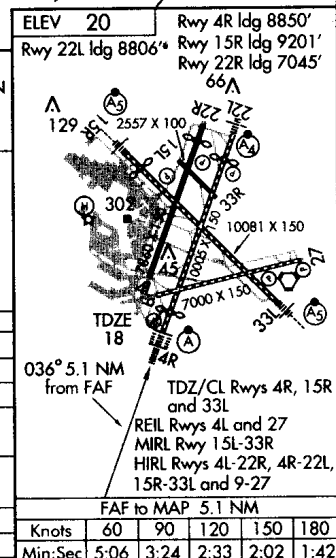 ELEV 20
Rwy 22L ldg 8806'
Rwy 4R ldg 8850'
Rwy 15R ldg 9201'
Rwy 22R ldg 7045'
A5
129
15R
2557 X 100
15L
22R
66
22L
A4
302
H
33R
10081 X 150
45
10005 X 150
27
7000 X 150
33L
A5
TDZE
18
4R
A
036° 5.1 NM
from FAF
TDZ/CL Rwys 4R, 15R
and 33L
REIL Rwys 4L and 27
MIRL Rwy 15L-33R
HIRL Rwys 4L-22R, 4R-22L,
15R-33L and 9-27
FAF to MAP 5.1 NM
Knots 60 90 120 150 180
Min:Sec 5:06 3:24 2:33 2:02 1:42